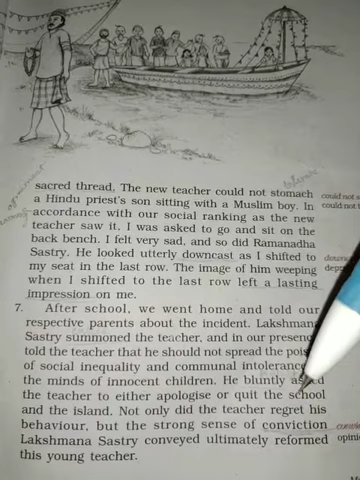 sacred thread. The new teacher could not stomach
a Hindu priest's son sitting with a Muslim boy. In
accordance with our social ranking as the new
teacher saw it, I was asked to go and sit on the
back bench. I felt very sad, and so did Ramanadha
Sastry. He looked utterly downcast as I shifted to
my seat in the last row. The image of him weeping
when I shifted to the last row left a lasting
impression on me.
7. After school, we went home and told our
respective parents about the incident. Lakshmana
Sastry summoned the teacher, and in our presence
told the teacher that he should not spread the
of social inequality and communal intolerance
the minds of innocent children. He bluntly asked
the teacher to either apologise or quit the school
and the island. Not only did the teacher regret his
behaviour, but the strong sense of conviction
Lakshmana Sastry conveyed ultimately reformed
this young teacher.
could not
could not